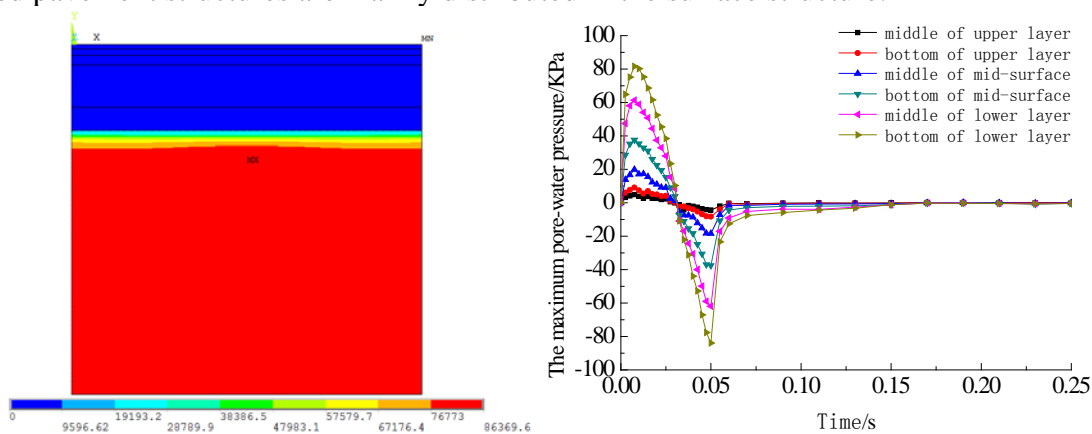 Y
Z X MN
MX
0 19193.2 38386.5 57579.7 76773
9596.62 28789.9 47983.1 67176.4 86369.6
The maximum pore-water pressure/KPa
100
80
60
40
20
0
-20
-40
-60
-80
-100
middle of upper layer
bottom of upper layer
middle of mid-surface
bottom of mid-surface
middle of lower layer
bottom of lower layer
0.00 0.05 0.10 0.15 0.20 0.25
Time/s